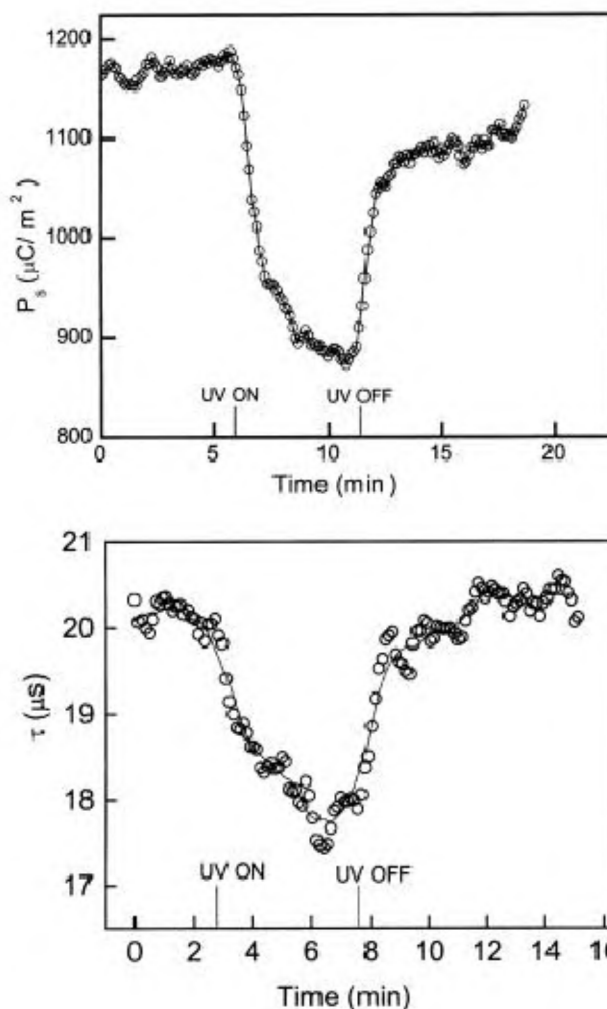 1200
1100
1000
900
800
P_s (μC/ m²)
UV ON
UV OFF
0 5 10 15 20
Time (min)
21
20
19
18
17
τ (μs)
UV ON
UV OFF
0 2 4 6 8 10 12 14 16
Time (min)